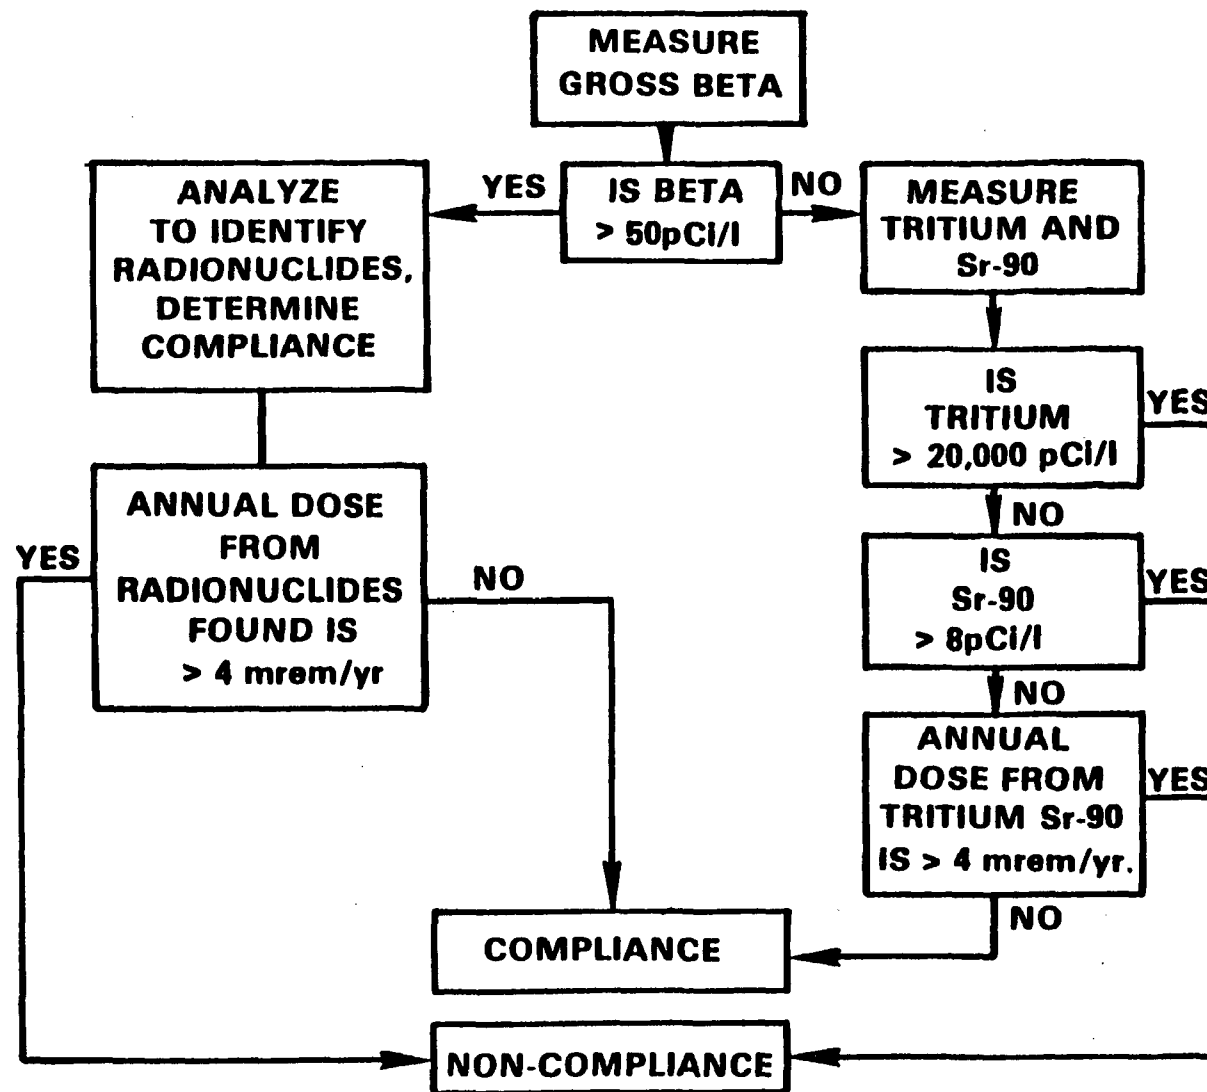 MEASURE
GROSS BETA
YES
IS BETA
> 50pCi/l
NO
ANALYZE
TO IDENTIFY
RADIONUCLIDES,
DETERMINE
COMPLIANCE
MEASURE
TRITIUM AND
Sr-90
IS
TRITIUM
> 20,000 pCi/l
YES
NO
ANNUAL DOSE
FROM
RADIONUCLIDES
FOUND IS
> 4 mrem/yr
YES
NO
IS
Sr-90
> 8pCi/l
YES
NO
ANNUAL
DOSE FROM
TRITIUM Sr-90
IS > 4 mrem/yr.
YES
NO
COMPLIANCE
NON-COMPLIANCE